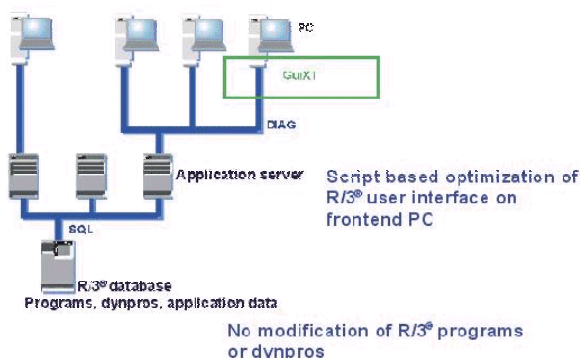 PC
GuiXT
DIAG
Application server
Script based optimization of
R/3® user interface on
frontend PC
SQL
R/3® database
Programs, dynpros, application data
No modification of R/3® programs
or dynpros